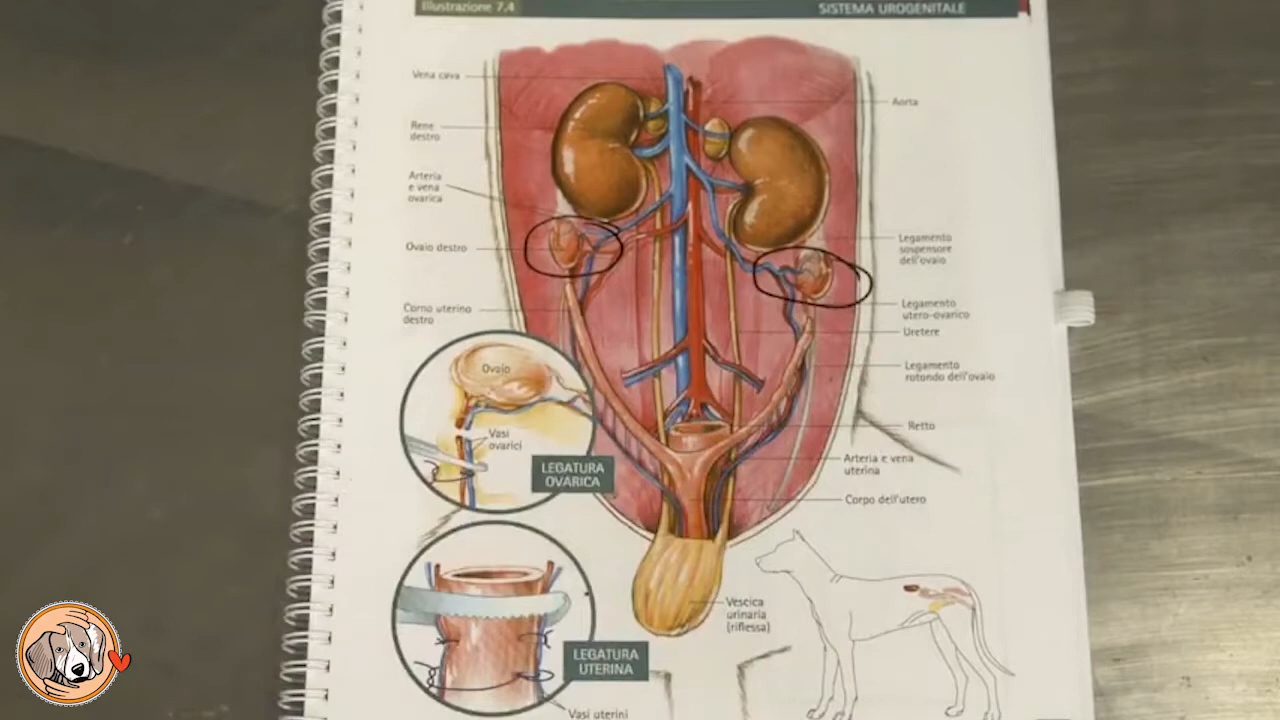 Illustrazione 7.4
SISTEMA UROGENITALE
Vena cava
Aorta
Rene
destro
Arteria
e vena
ovarica
Ovaio destro
Legamento
sospensore
dell'ovaio
Corno uterino
destro
Legamento
utero-ovarico
Uretere
Legamento
rotondo dell'ovaio
Ovaio
Vasi
ovarici
LEGATURA
OVARICA
Retto
Arteria e vena
uterina
Corpo dell'utero
Vescica
urinaria
(riflessa)
LEGATURA
UTERINA
Vasi uterini